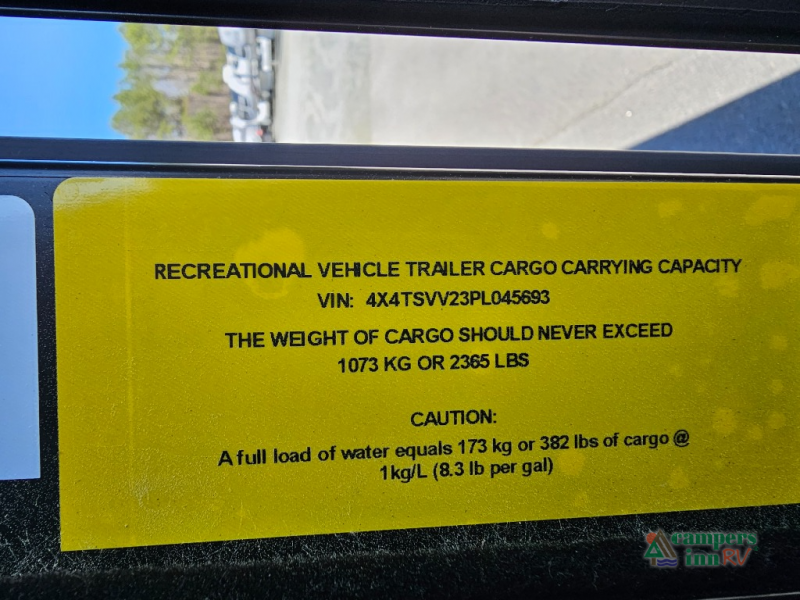 RECREATIONAL VEHICLE TRAILER CARGO CARRYING CAPACITY
VIN: 4X4TSVV23PL045693
THE WEIGHT OF CARGO SHOULD NEVER EXCEED
1073 KG OR 2365 LBS
CAUTION:
A full load of water equals 173 kg or 382 lbs of cargo @
1kg/L (8.3 lb per gal)
campers
inn RV